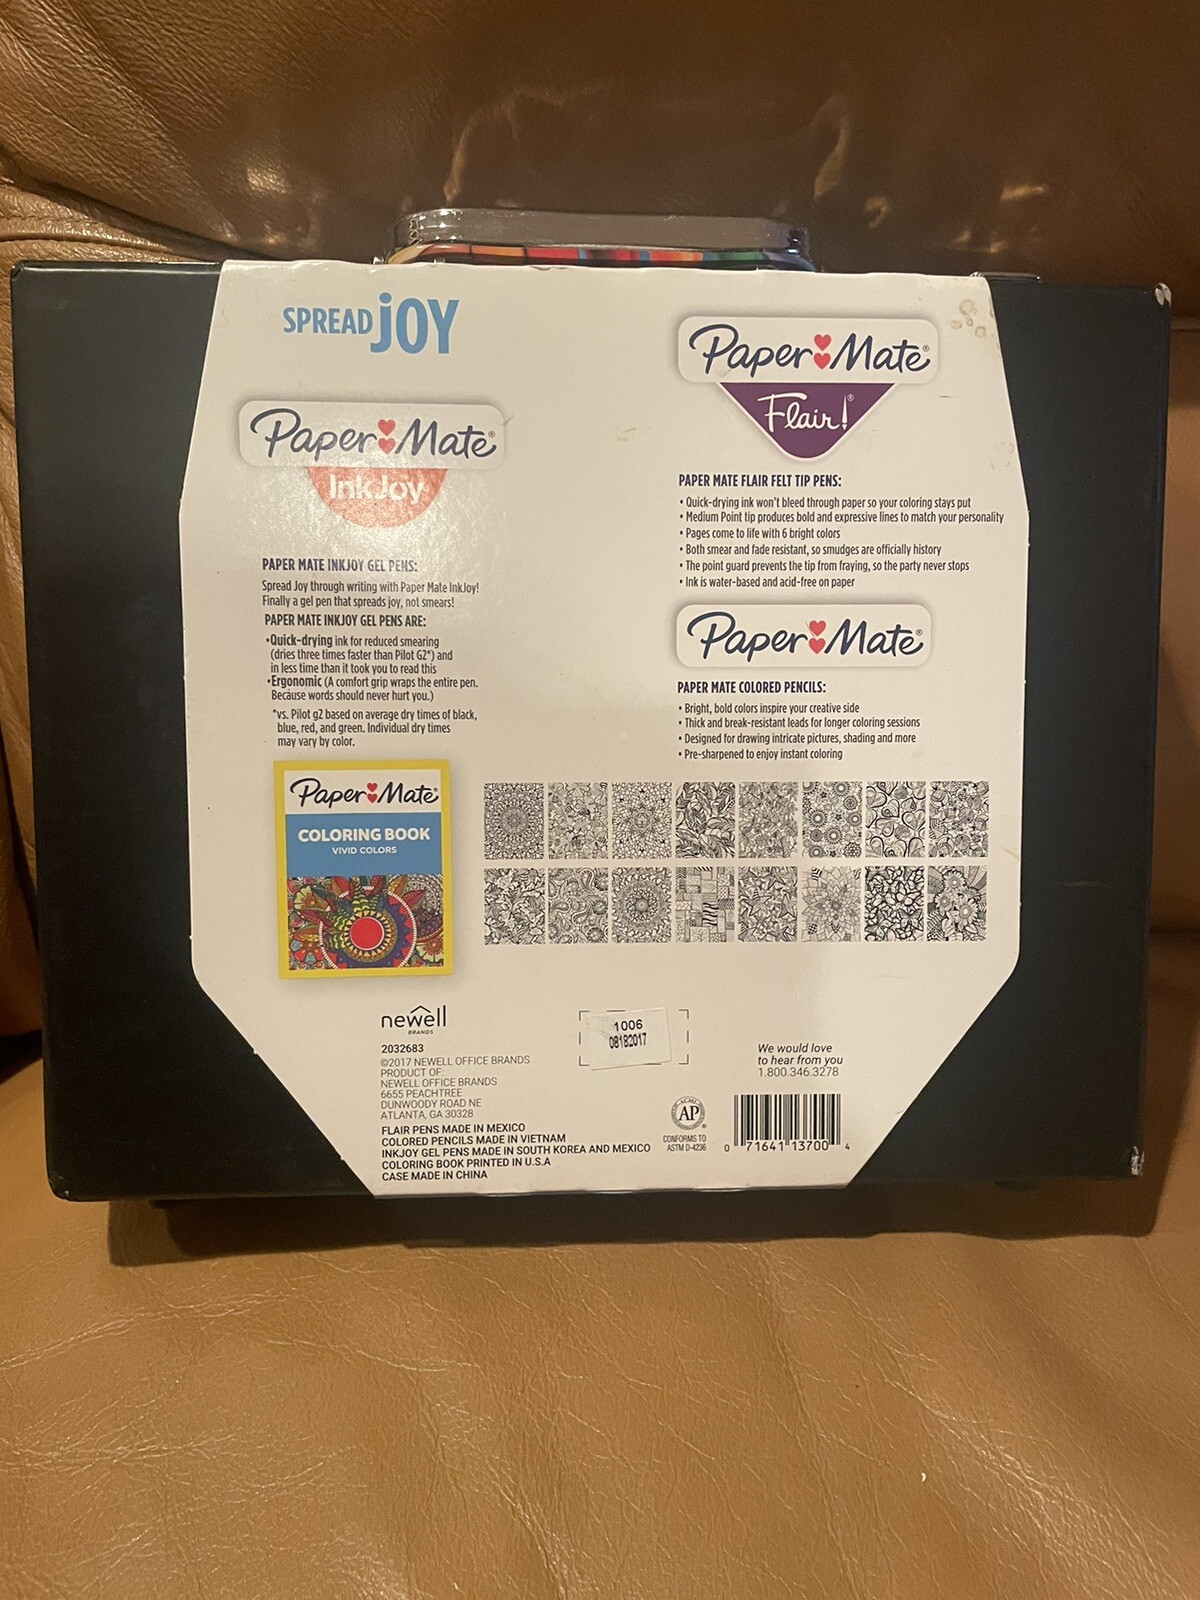 SPREAD jOY
Paper Mate®
InkJoy
PAPER MATE INKJOY GEL PENS:
Spread Joy through writing with Paper Mate InkJoy!
Finally a gel pen that spreads joy, not smears!
PAPER MATE INKJOY GEL PENS ARE:
•Quick-drying ink for reduced smearing
(dries three times faster than Pilot G2*) and
in less time than it took you to read this
•Ergonomic (A comfort grip wraps the entire pen.
Because words should never hurt you.)
*vs. Pilot g2 based on average dry times of black,
blue, red, and green. Individual dry times
may vary by color.
Paper Mate®
COLORING BOOK
VIVID COLORS
Paper Mate®
Flair!®
PAPER MATE FLAIR FELT TIP PENS:
• Quick-drying ink won't bleed through paper so your coloring stays put
• Medium Point tip produces bold and expressive lines to match your personality
• Pages come to life with 6 bright colors
• Both smear and fade resistant, so smudges are officially history
• The point guard prevents the tip from fraying, so the party never stops
• Ink is water-based and acid-free on paper
Paper Mate®
PAPER MATE COLORED PENCILS:
• Bright, bold colors inspire your creative side
• Thick and break-resistant leads for longer coloring sessions
• Designed for drawing intricate pictures, shading and more
• Pre-sharpened to enjoy instant coloring
newell
BRANDS
2032683
©2017 NEWELL OFFICE BRANDS
PRODUCT OF:
NEWELL OFFICE BRANDS
6655 PEACHTREE
DUNWOODY ROAD NE
ATLANTA, GA 30328
FLAIR PENS MADE IN MEXICO
COLORED PENCILS MADE IN VIETNAM
INKJOY GEL PENS MADE IN SOUTH KOREA AND MEXICO
COLORING BOOK PRINTED IN U.S.A
CASE MADE IN CHINA
1006
08182017
AP
CONFORMS TO
ASTM D-4236
We would love
to hear from you
1.800.346.3278
0 71641 13700 4